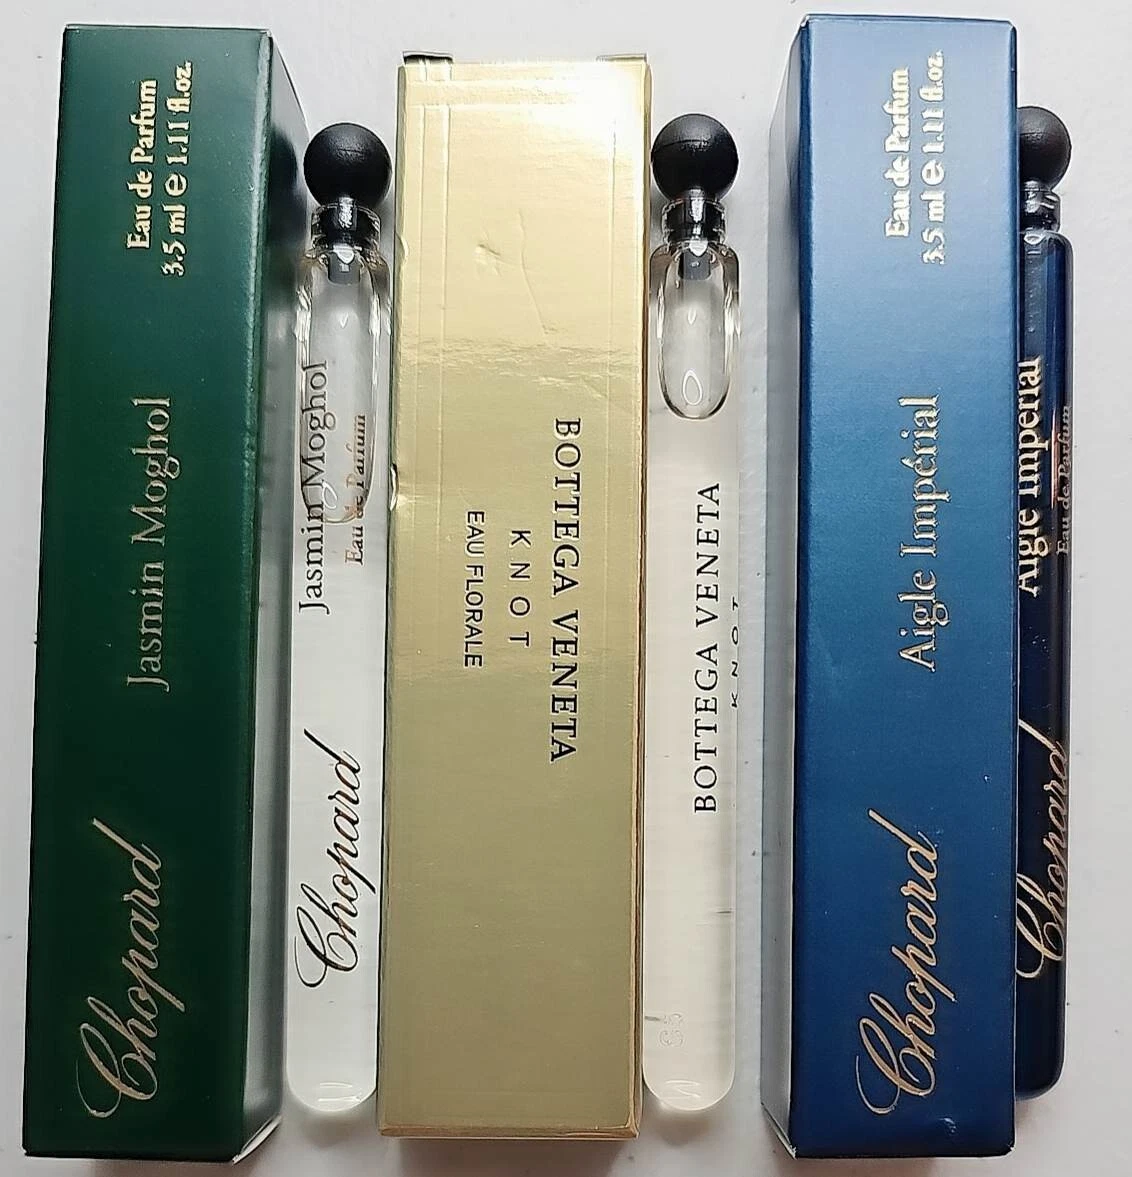 Chopard
Jasmin Moghol
Eau de Parfum
3.5 ml e 1.11 fl.oz.
Chopard
Jasmin Moghol
Eau de Parfum
BOTTEGA VENETA
KNOT
EAU FLORALE
BOTTEGA VENETA
KNOT
Chopard
Aigle Impérial
Eau de Parfum
3.5 ml e 1.11 fl.oz.
Chopard
Aigle Impérial
Eau de Parfum